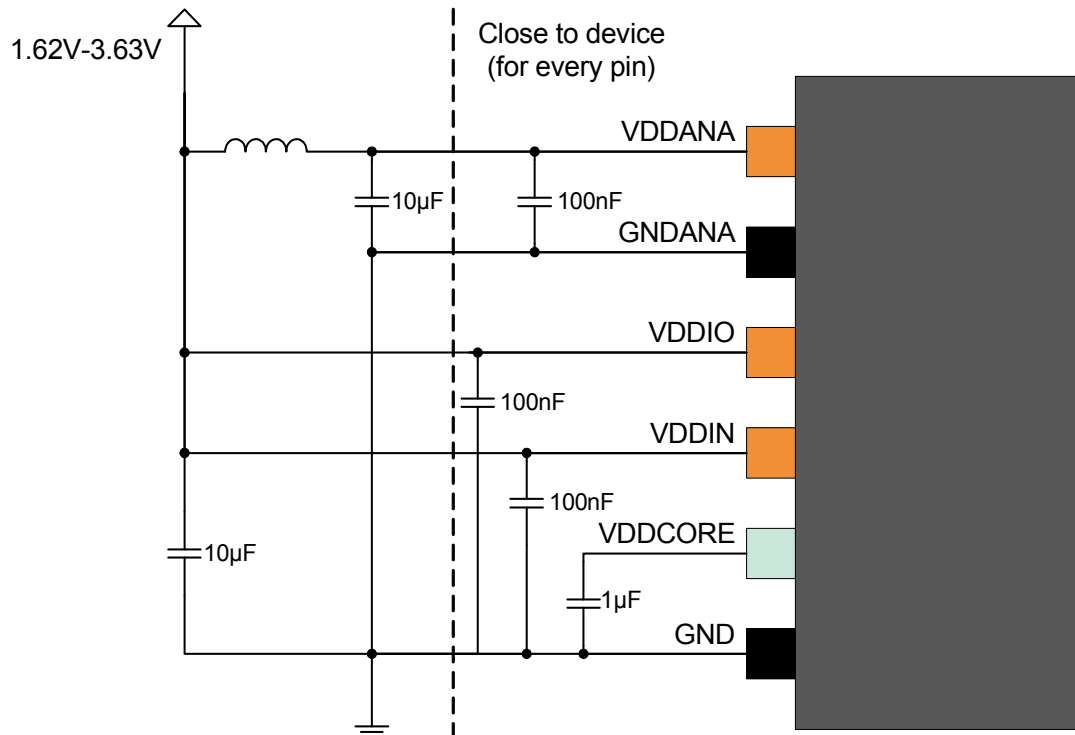 1.62V-3.63V
Close to device
(for every pin)
VDDANA
10µF
100nF
GNDANA
VDDIO
100nF
VDDIN
100nF
VDDCORE
10µF
1µF
GND